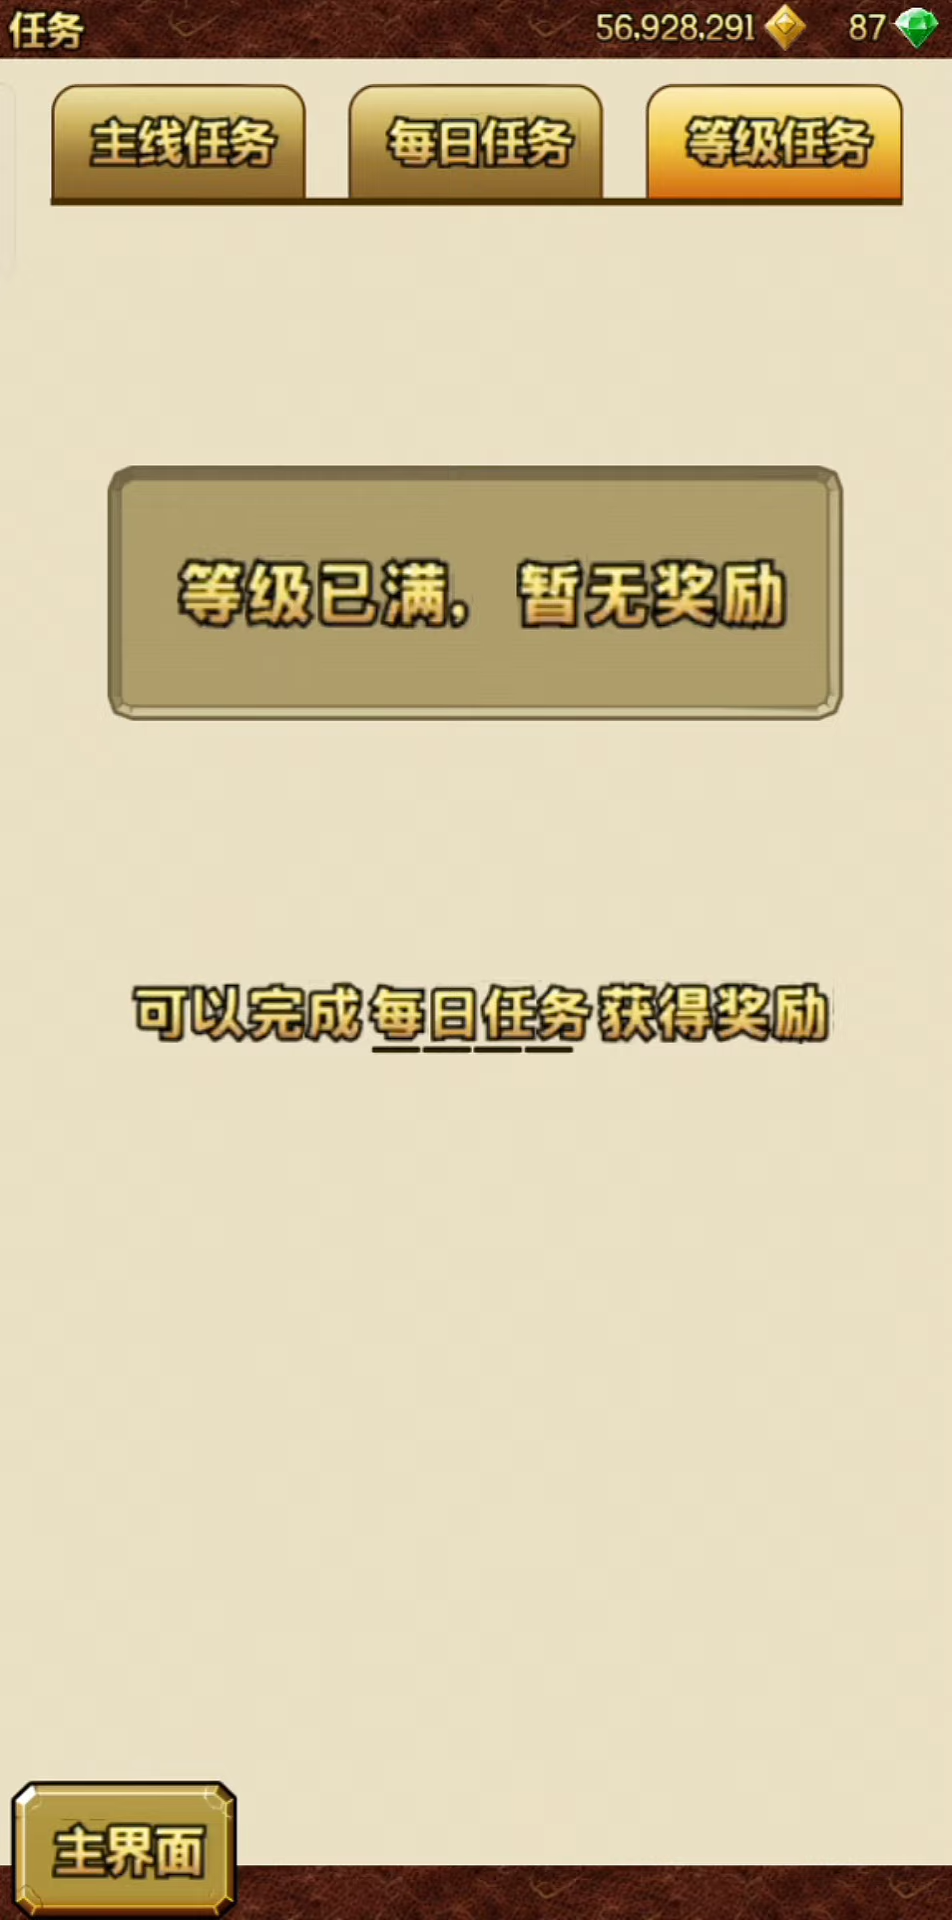 任务 56,928,291 87
主线任务 每日任务 等级任务
等级已满，暂无奖励
可以完成每日任务获得奖励
主界面